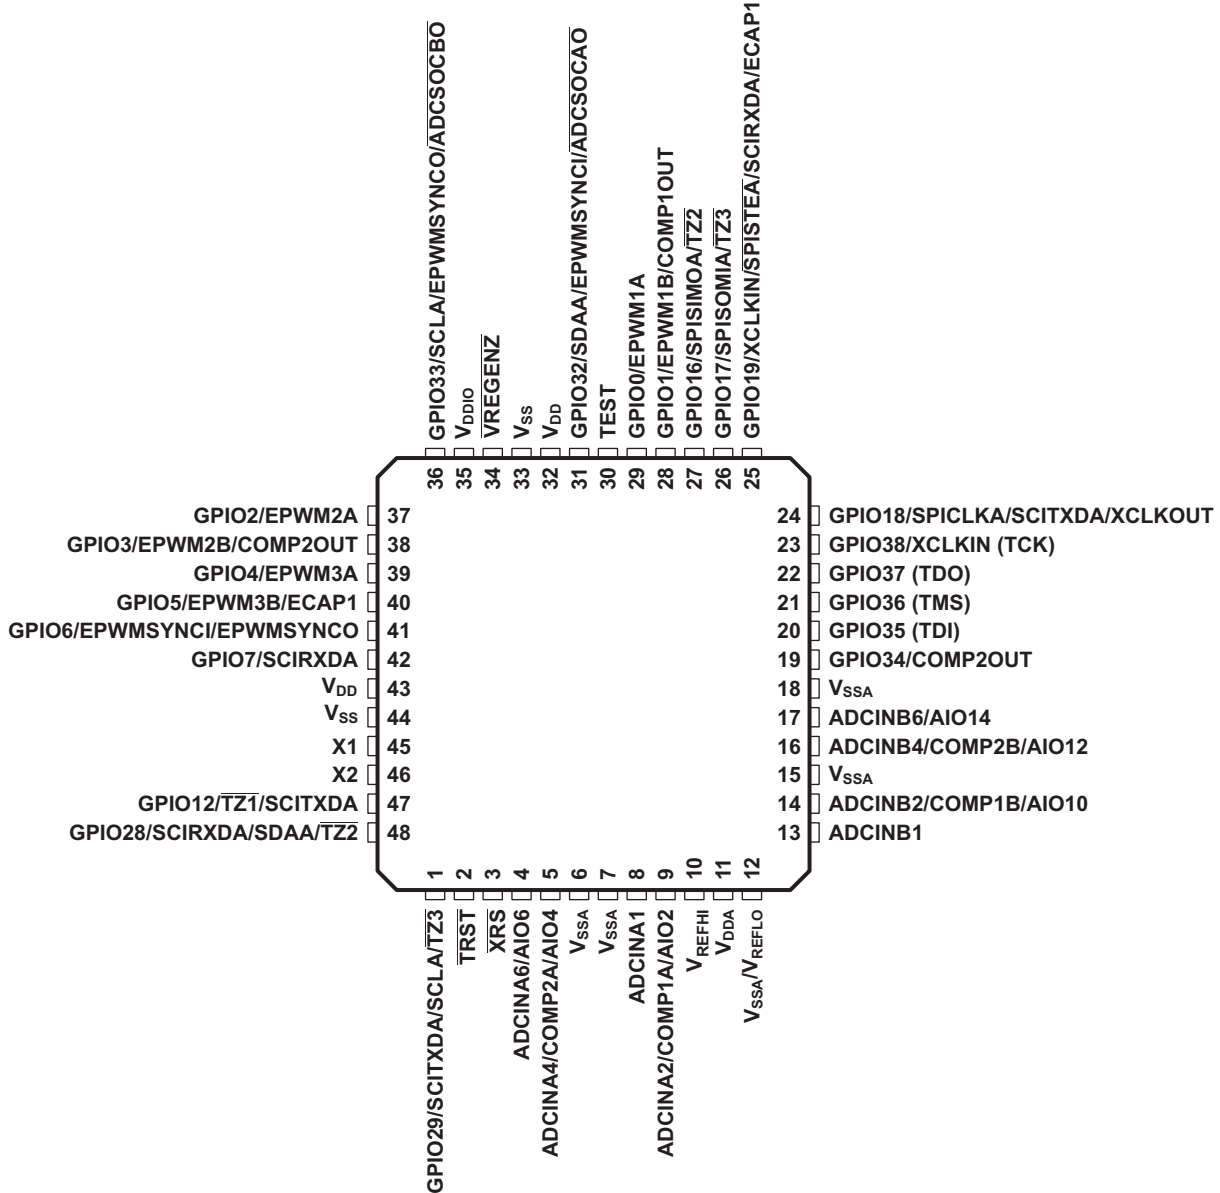 GPIO33/SCLA/EPWMSYNCO/ADCSOCBO
VDDIO
VREGENZ
VSS
VDD
GPIO32/SDAA/EPWMSYNCI/ADCSOCAO
TEST
GPIO0/EPWM1A
GPIO1/EPWM1B/COMP1OUT
GPIO16/SPISIMOA/TZ2
GPIO17/SPISOMIA/TZ3
GPIO19/XCLKIN/SPISTEA/SCIRXDA/ECAP1
36
35
34
33
32
31
30
29
28
27
26
25
GPIO2/EPWM2A 37
GPIO3/EPWM2B/COMP2OUT 38
GPIO4/EPWM3A 39
GPIO5/EPWM3B/ECAP1 40
GPIO6/EPWMSYNCI/EPWMSYNCO 41
GPIO7/SCIRXDA 42
VDD 43
VSS 44
X1 45
X2 46
GPIO12/TZ1/SCITXDA 47
GPIO28/SCIRXDA/SDAA/TZ2 48
24 GPIO18/SPICLKA/SCITXDA/XCLKOUT
23 GPIO38/XCLKIN (TCK)
22 GPIO37 (TDO)
21 GPIO36 (TMS)
20 GPIO35 (TDI)
19 GPIO34/COMP2OUT
18 VSSA
17 ADCINB6/AIO14
16 ADCINB4/COMP2B/AIO12
15 VSSA
14 ADCINB2/COMP1B/AIO10
13 ADCINB1
1
2
3
4
5
6
7
8
9
10
11
12
GPIO29/SCITXDA/SCLA/TZ3
TRST
XRS
ADCINA6/AIO6
ADCINA4/COMP2A/AIO4
VSSA
VSSA
ADCINA1
ADCINA2/COMP1A/AIO2
VREFHI
VDDA
VSSA/VREFLO